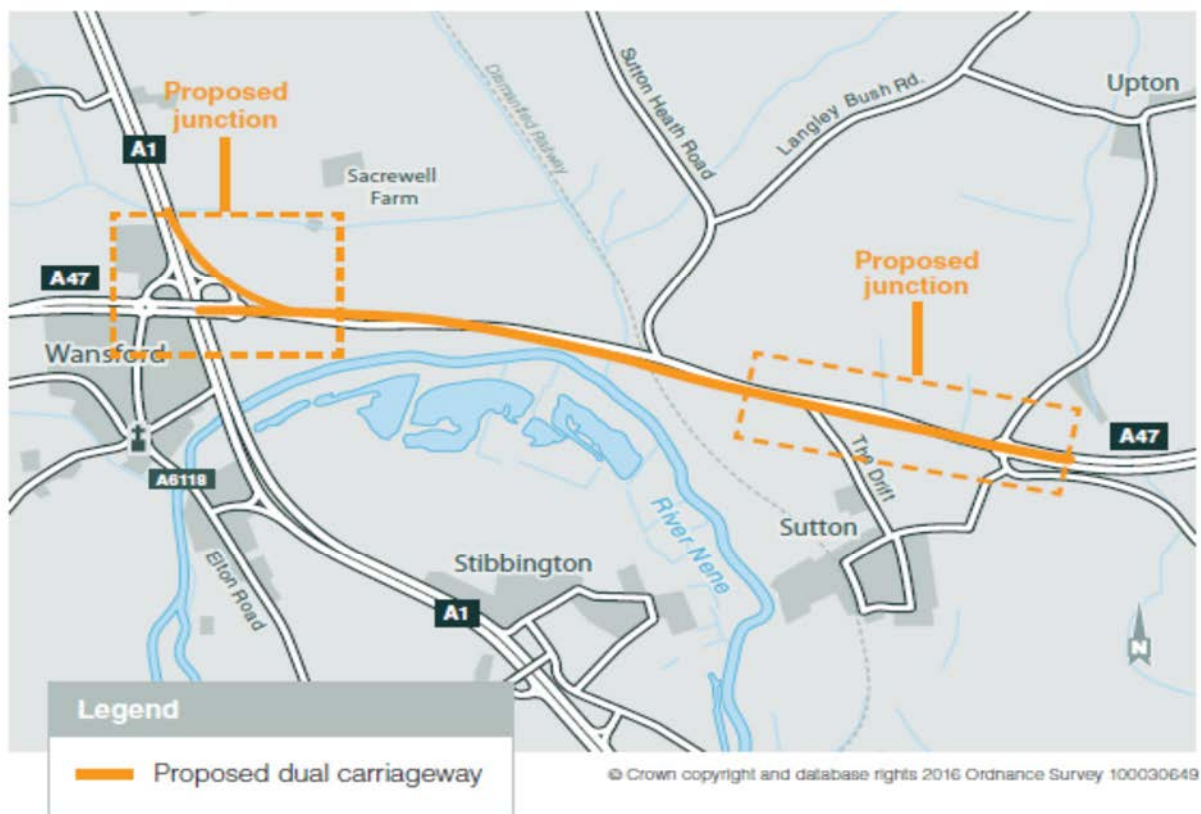 Proposed
junction
A1
Sacrewell
Farm
Dismantled Railway
Sutton Heath Road
Langley Bush Rd.
Upton
A47
Wansford
Proposed
junction
A47
A6118
The Drift
Sutton
River Nene
Stibbington
Elton Road
A1
N
Legend
Proposed dual carriageway
© Crown copyright and database rights 2016 Ordnance Survey 100030649